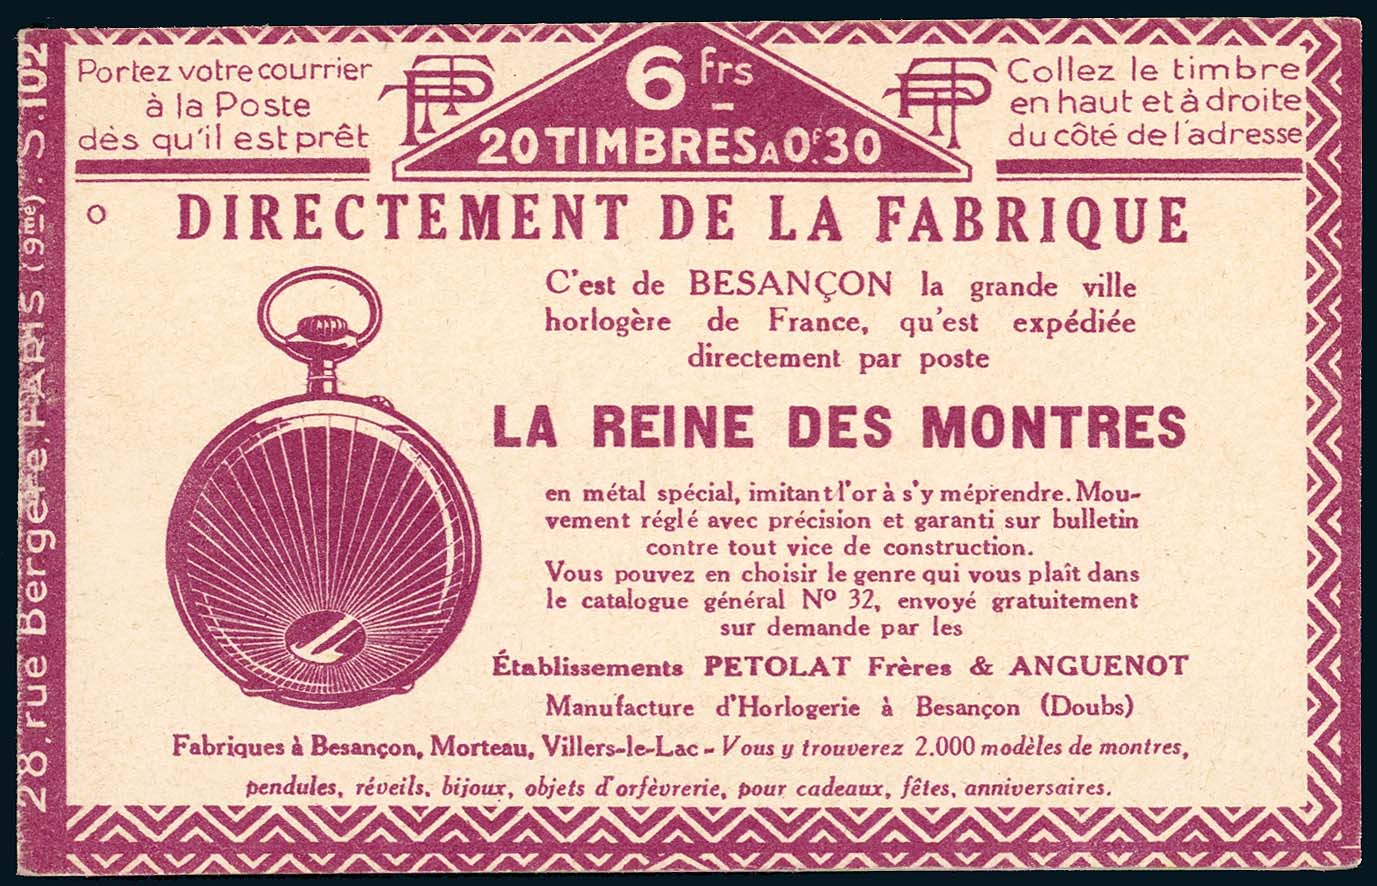 Portez votre courrier
à la Poste
dès qu'il est prêt
PTT
6 frs
20 TIMBRES A 0f.30
PTT
Collez le timbre
en haut et à droite
du côté de l'adresse
O
DIRECTEMENT DE LA FABRIQUE
C'est de BESANÇON la grande ville
horlogère de France, qu'est expédiée
directement par poste
LA REINE DES MONTRES
en métal spécial, imitant l'or à s'y méprendre. Mou-
vement réglé avec précision et garanti sur bulletin
contre tout vice de construction.
Vous pouvez en choisir le genre qui vous plaît dans
le catalogue général Nº 32, envoyé gratuitement
sur demande par les
Établissements PETOLAT Frères & ANGUENOT
Manufacture d'Horlogerie à Besançon (Doubs)
Fabriques à Besançon, Morteau, Villers-le-Lac - Vous y trouverez 2.000 modèles de montres,
pendules, réveils, bijoux, objets d'orfèvrerie, pour cadeaux, fêtes, anniversaires.
28, rue Bergère, PARIS (9me). S.102